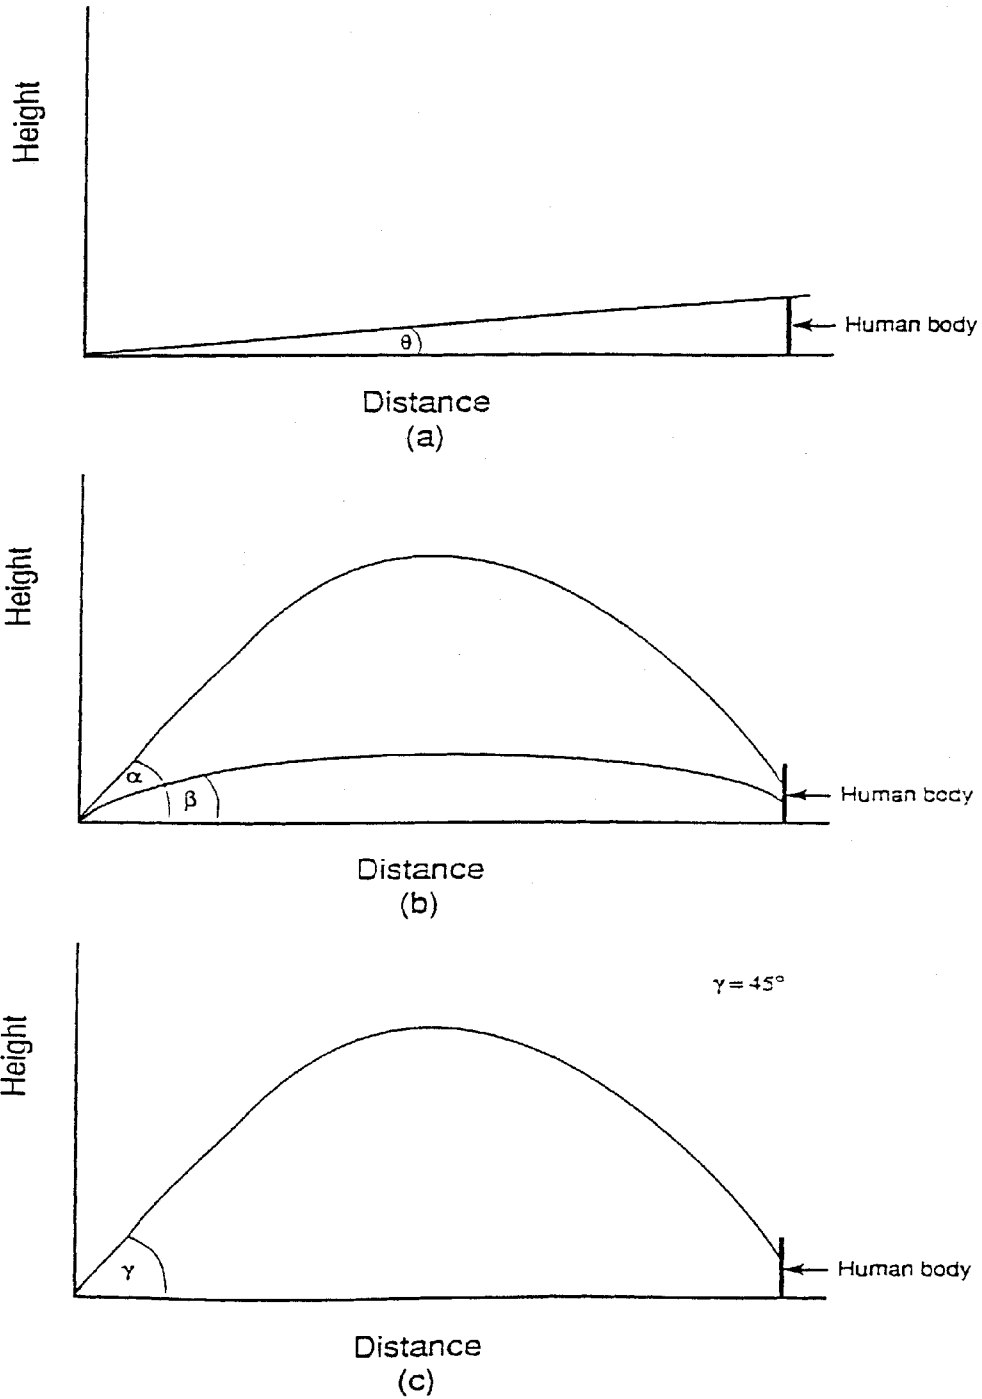 Height
θ
Human body
Distance
(a)
Height
α
β
Human body
Distance
(b)
γ = 45°
Height
γ
Human body
Distance
(c)